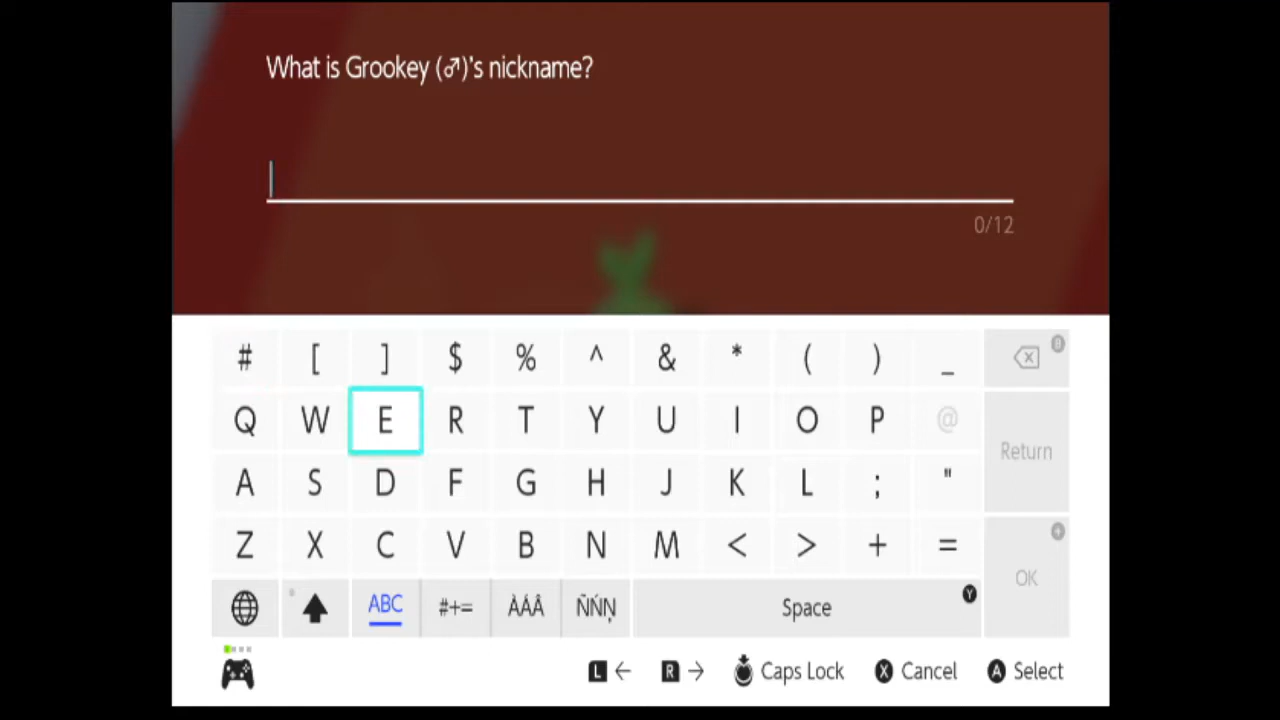 What is Grookey (♂)'s nickname?
0/12
# [ ] $ % ^ & * ( ) _
Q W E R T Y U I O P @
A S D F G H J K L ; " Return
Z X C V B N M < > + = OK
ABC #+= ÀÁÂ ÑŃŅ Space Y
L ← R → Caps Lock X Cancel A Select